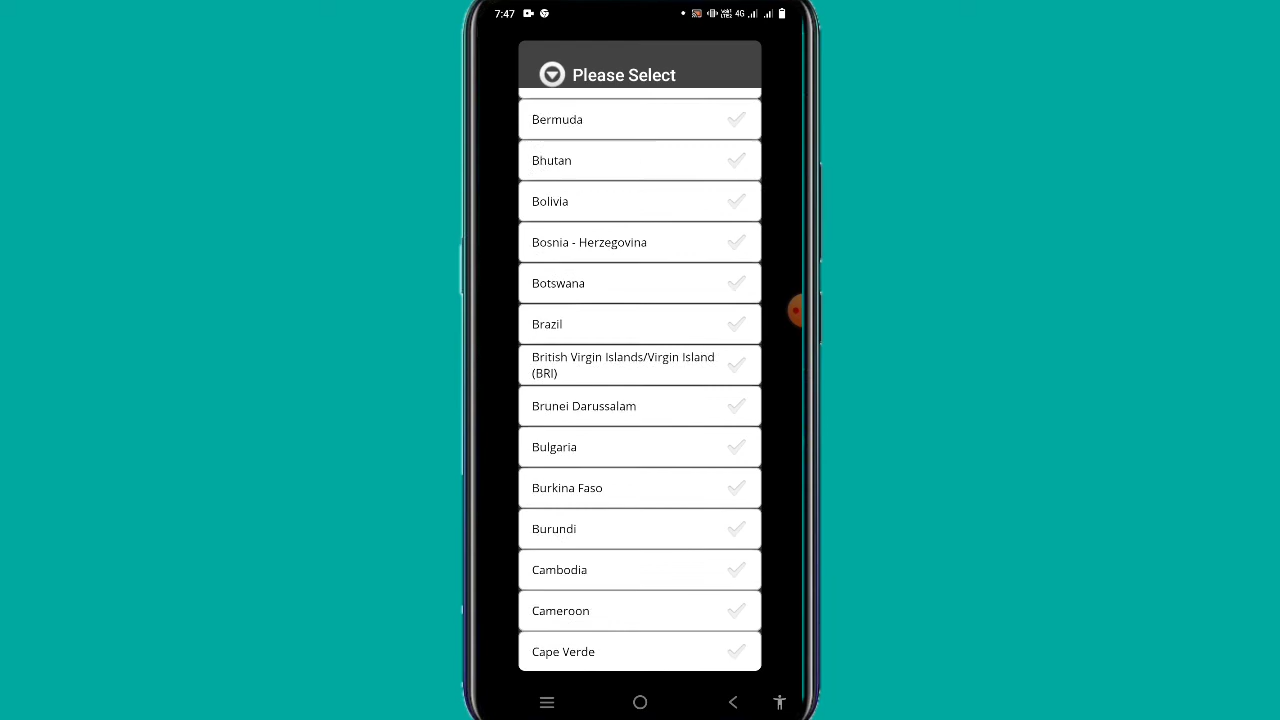 7:47
4G
Please Select
Bermuda
Bhutan
Bolivia
Bosnia - Herzegovina
Botswana
Brazil
British Virgin Islands/Virgin Island
(BRI)
Brunei Darussalam
Bulgaria
Burkina Faso
Burundi
Cambodia
Cameroon
Cape Verde